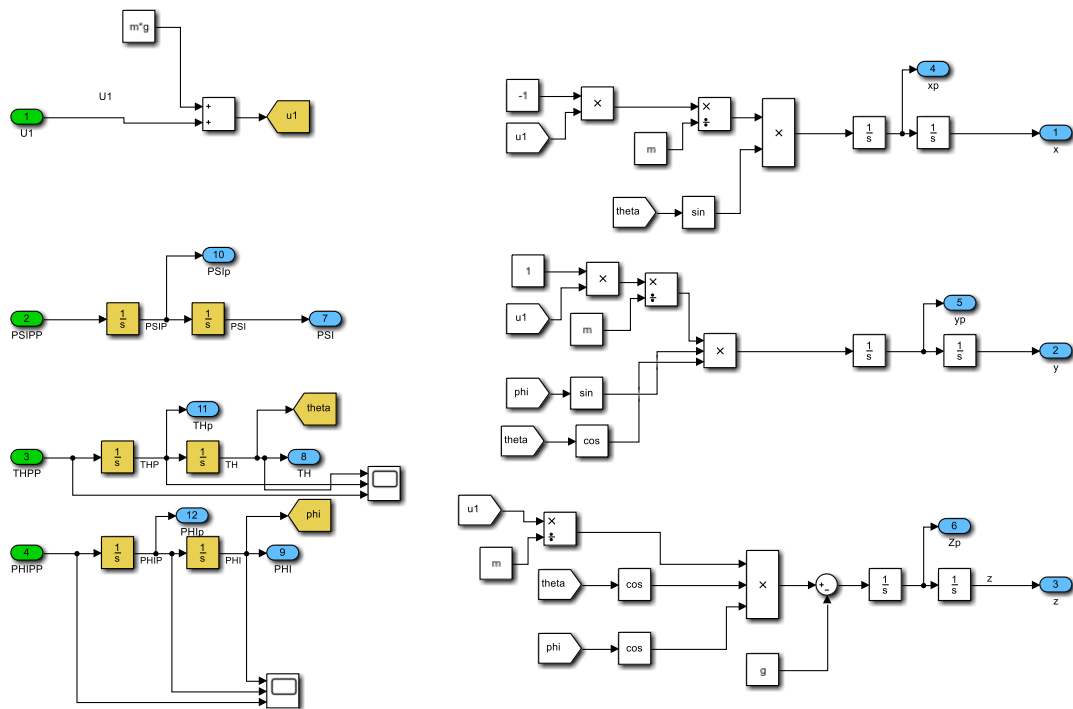 m*g
U1
1
U1
+
+
u1
10
PSIp
2
PSIPP
1
s
PSIP
1
s
PSI
7
PSI
theta
11
THp
3
THPP
1
s
THP
1
s
TH
8
TH
phi
12
PHIp
4
PHIPP
1
s
PHIP
1
s
PHI
9
PHI
-1
×
u1
×
÷
m
×
theta
sin
1
s
4
xp
1
s
1
x
1
×
u1
×
÷
m
×
phi
sin
theta
cos
1
s
5
yp
1
s
2
y
u1
×
÷
m
theta
cos
×
phi
cos
+
−
g
1
s
6
Zp
1
s
z
3
z